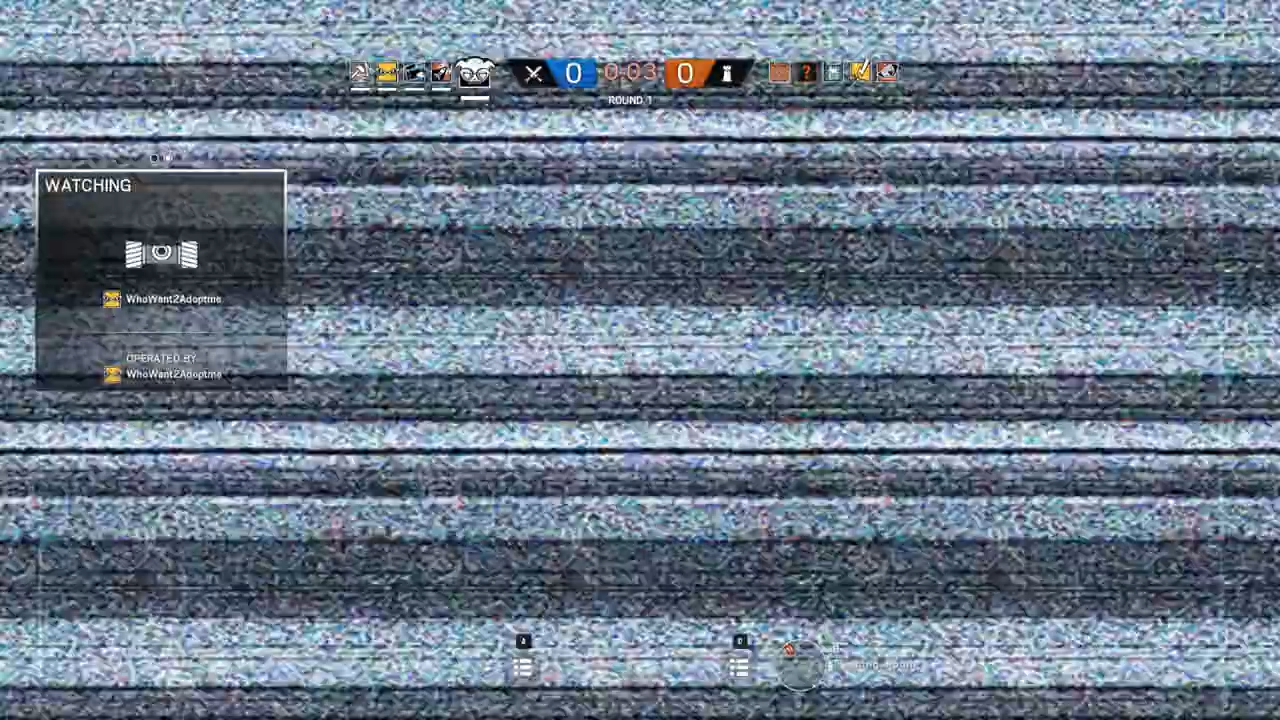 0 0:03 0
?
ROUND 1
WATCHING
WhoWant2Adoptme
OPERATED BY
WhoWant2Adoptme